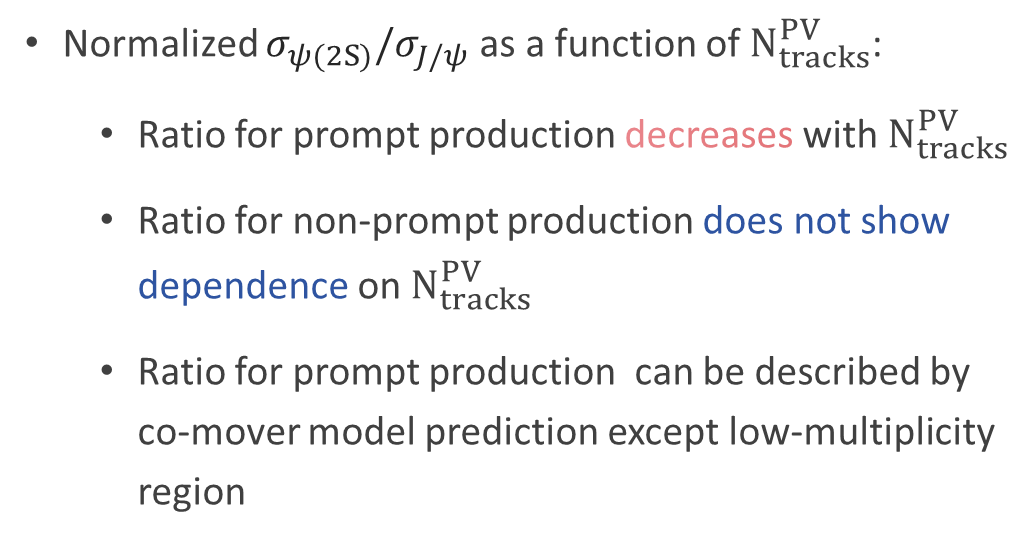 • Normalized σ_ψ(2S)/σ_J/ψ as a function of N^PV_tracks:
• Ratio for prompt production decreases with N^PV_tracks
• Ratio for non-prompt production does not show
dependence on N^PV_tracks
• Ratio for prompt production can be described by
co-mover model prediction except low-multiplicity
region